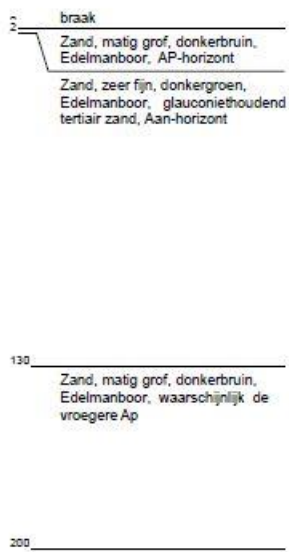 braak
2
Zand, matig grof, donkerbruin,
Edelmanboor, AP-horizont
Zand, zeer fijn, donkergroen,
Edelmanboor, glauconiethoudend
tertiair zand, Aan-horizont
130
Zand, matig grof, donkerbruin,
Edelmanboor, waarschijnlijk de
vroegere Ap
200